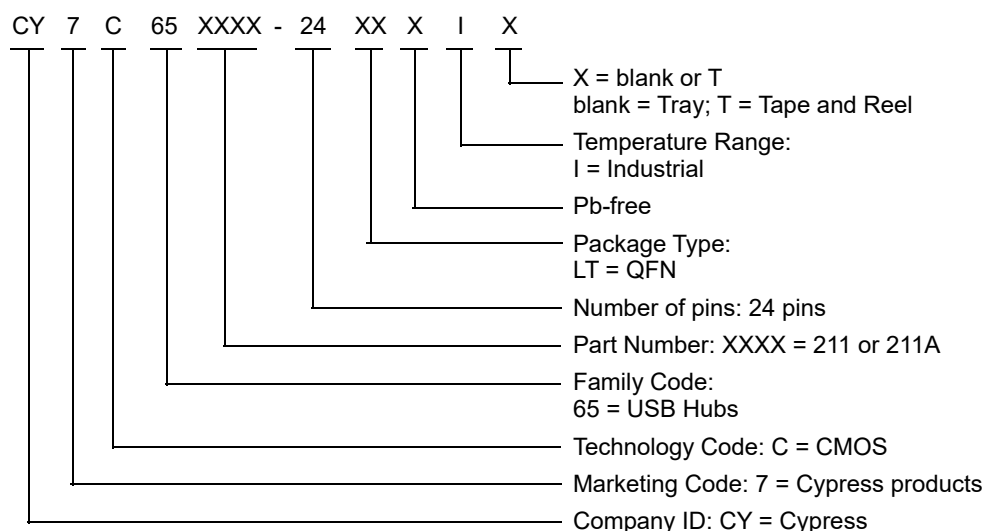 CY 7 C 65 XXXX - 24 XX X I X
X = blank or T
blank = Tray; T = Tape and Reel
Temperature Range:
I = Industrial
Pb-free
Package Type:
LT = QFN
Number of pins: 24 pins
Part Number: XXXX = 211 or 211A
Family Code:
65 = USB Hubs
Technology Code: C = CMOS
Marketing Code: 7 = Cypress products
Company ID: CY = Cypress